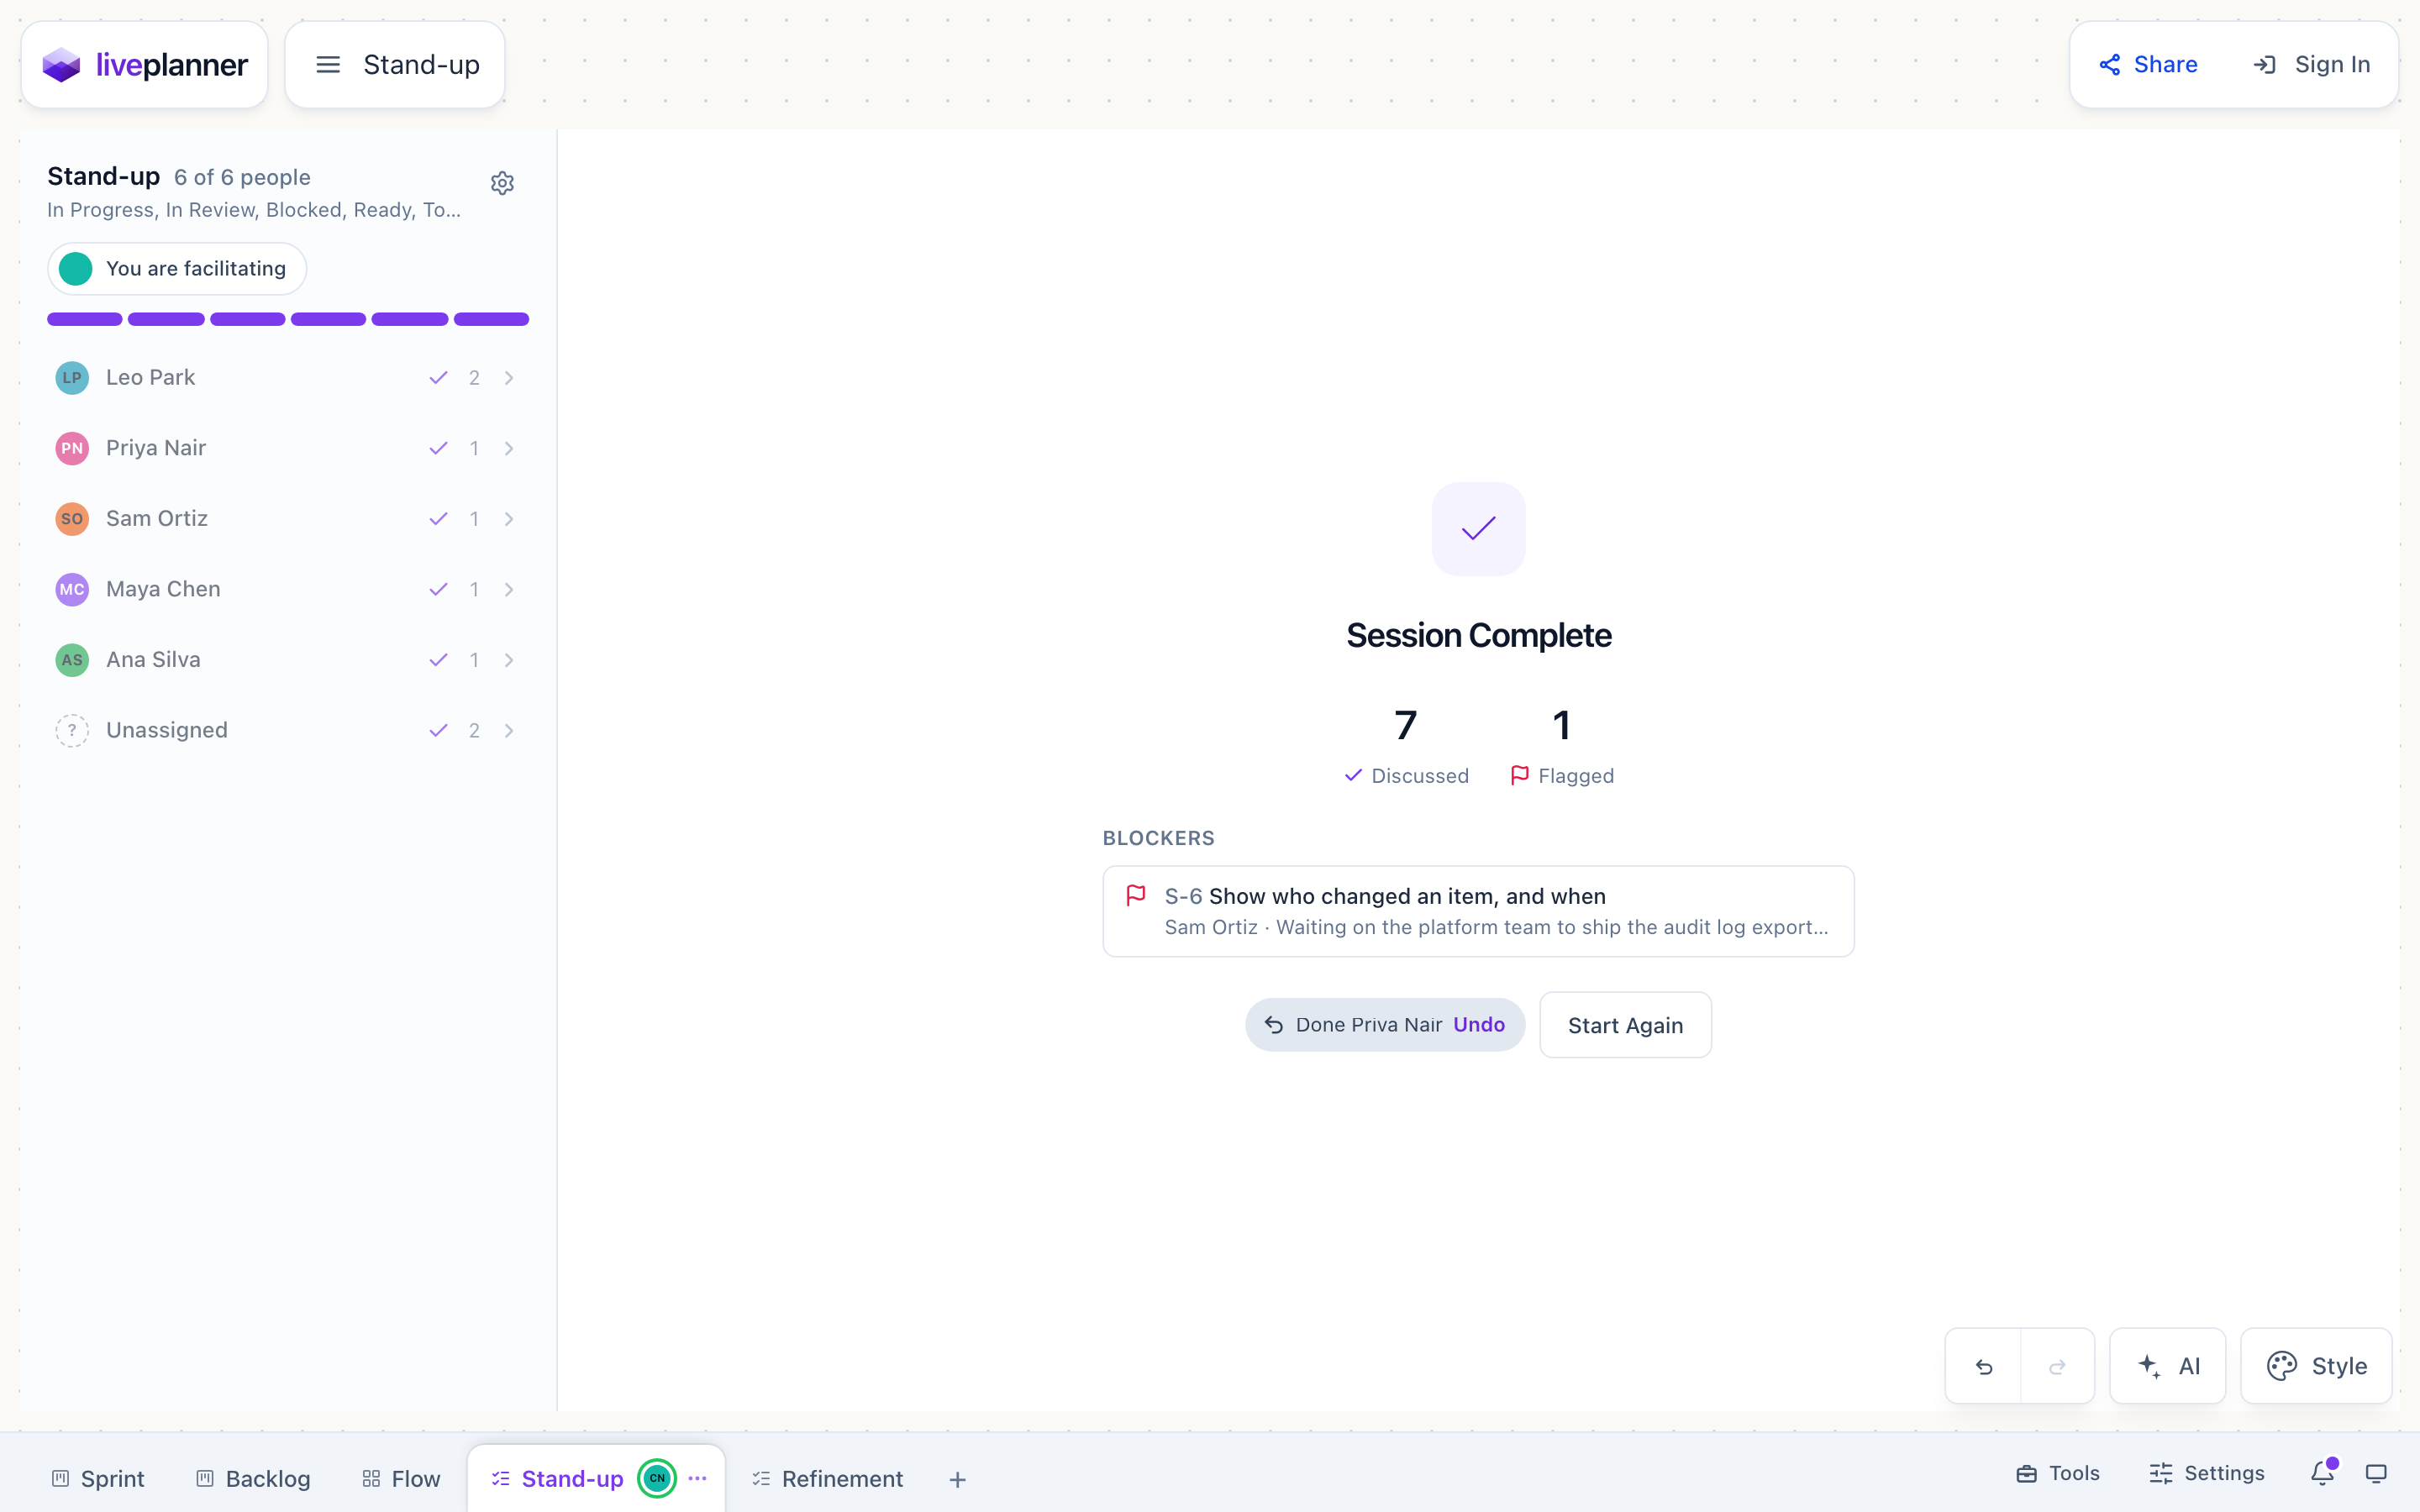 liveplanner
Stand-up
Share
Sign In
Stand-up 6 of 6 people
In Progress, In Review, Blocked, Ready, To...
You are facilitating
LP Leo Park 2
PN Priya Nair 1
SO Sam Ortiz 1
MC Maya Chen 1
AS Ana Silva 1
? Unassigned 2
Session Complete
7 1
Discussed Flagged
BLOCKERS
S-6 Show who changed an item, and when
Sam Ortiz · Waiting on the platform team to ship the audit log export...
Done Priya Nair Undo
Start Again
AI
Style
Sprint
Backlog
Flow
Stand-up CN
Refinement
Tools
Settings